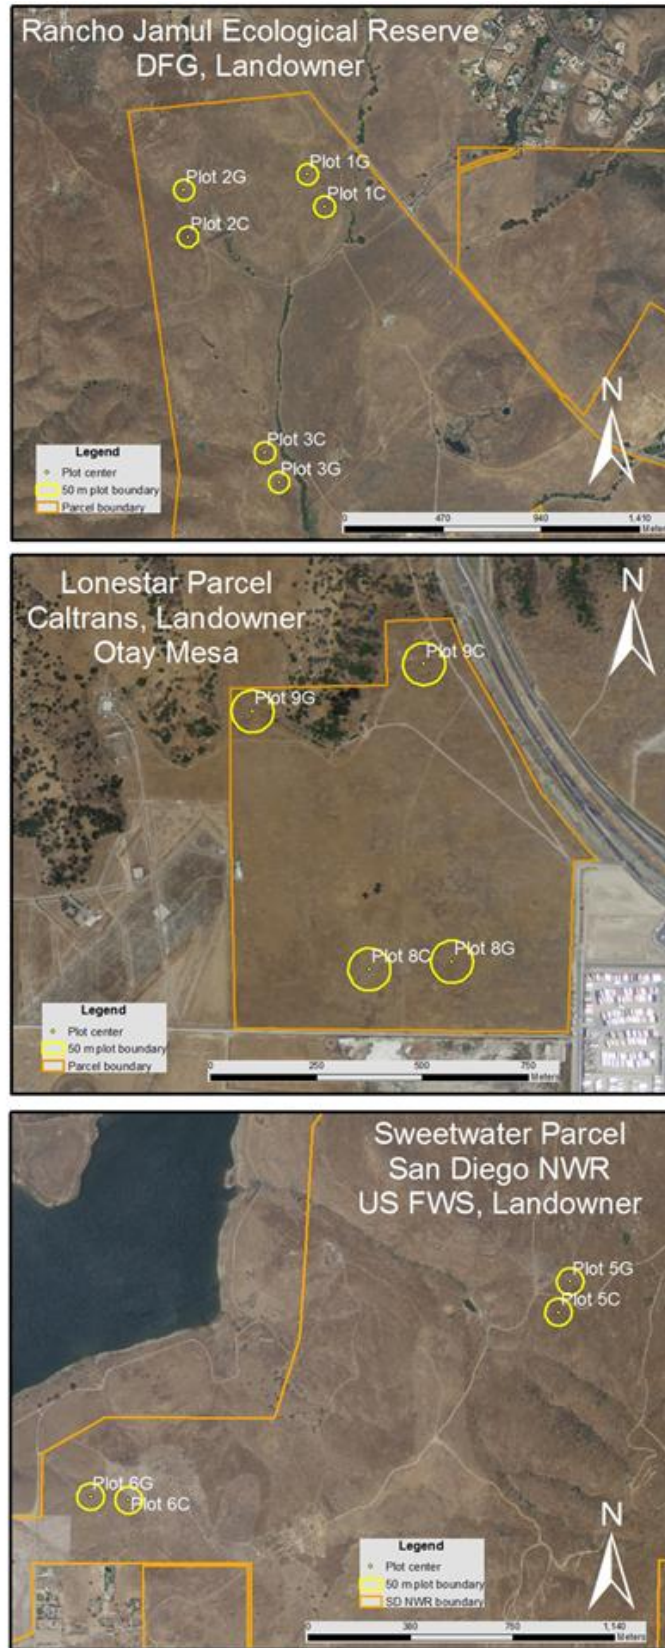 Rancho Jamul Ecological Reserve
DFG, Landowner
Plot 1G
Plot 2G
Plot 1C
Plot 2C
Plot 3C
Plot 3G
N
Legend
Plot center
50 m plot boundary
Parcel boundary
0 470 940 1,410
Meters
Lonestar Parcel
Caltrans, Landowner
Otay Mesa
N
Plot 9C
Plot 9G
Plot 8C
Plot 8G
Legend
Plot center
50 m plot boundary
Parcel boundary
0 250 500 750
Meters
Sweetwater Parcel
San Diego NWR
US FWS, Landowner
Plot 5G
Plot 5C
Plot 6G
Plot 6C
N
Legend
Plot center
50 m plot boundary
SD NWR boundary
0 380 760 1,140
Meters